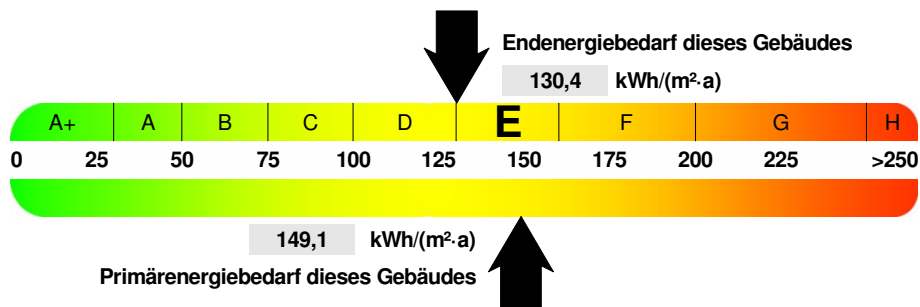 Endenergiebedarf dieses Gebäudes
130,4 kWh/(m²·a)
A+ A B C D E F G H
0 25 50 75 100 125 150 175 200 225 >250
149,1 kWh/(m²·a)
Primärenergiebedarf dieses Gebäudes